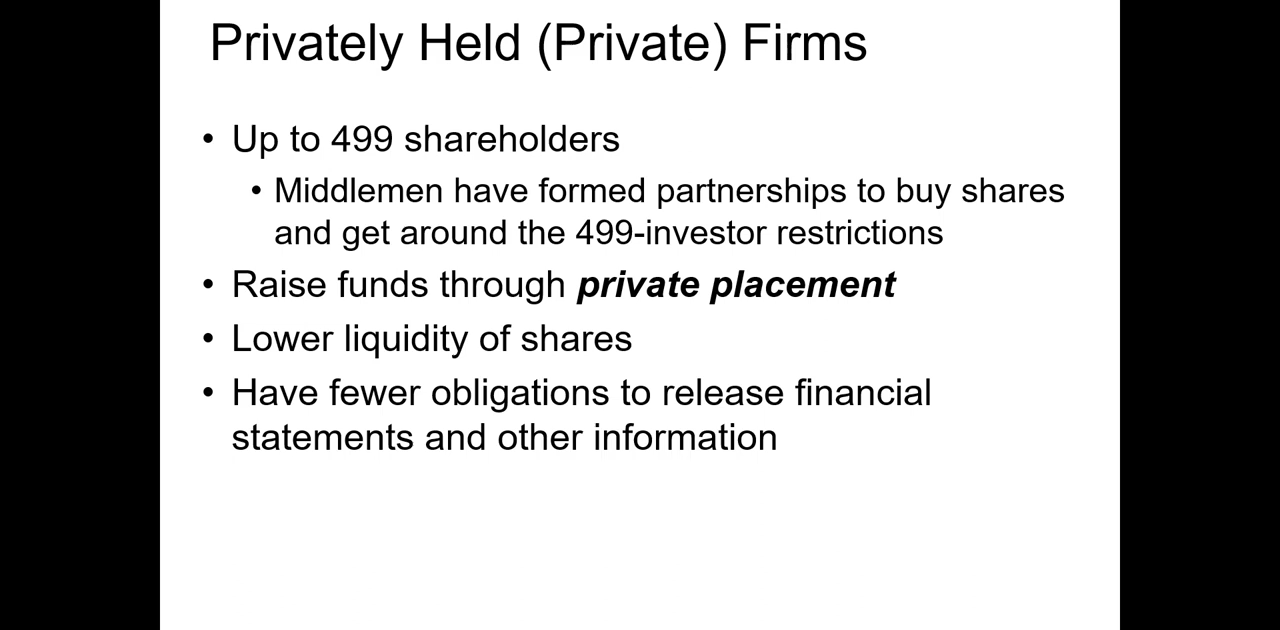 Privately Held (Private) Firms
• Up to 499 shareholders
• Middlemen have formed partnerships to buy shares
and get around the 499-investor restrictions
• Raise funds through private placement
• Lower liquidity of shares
• Have fewer obligations to release financial
statements and other information